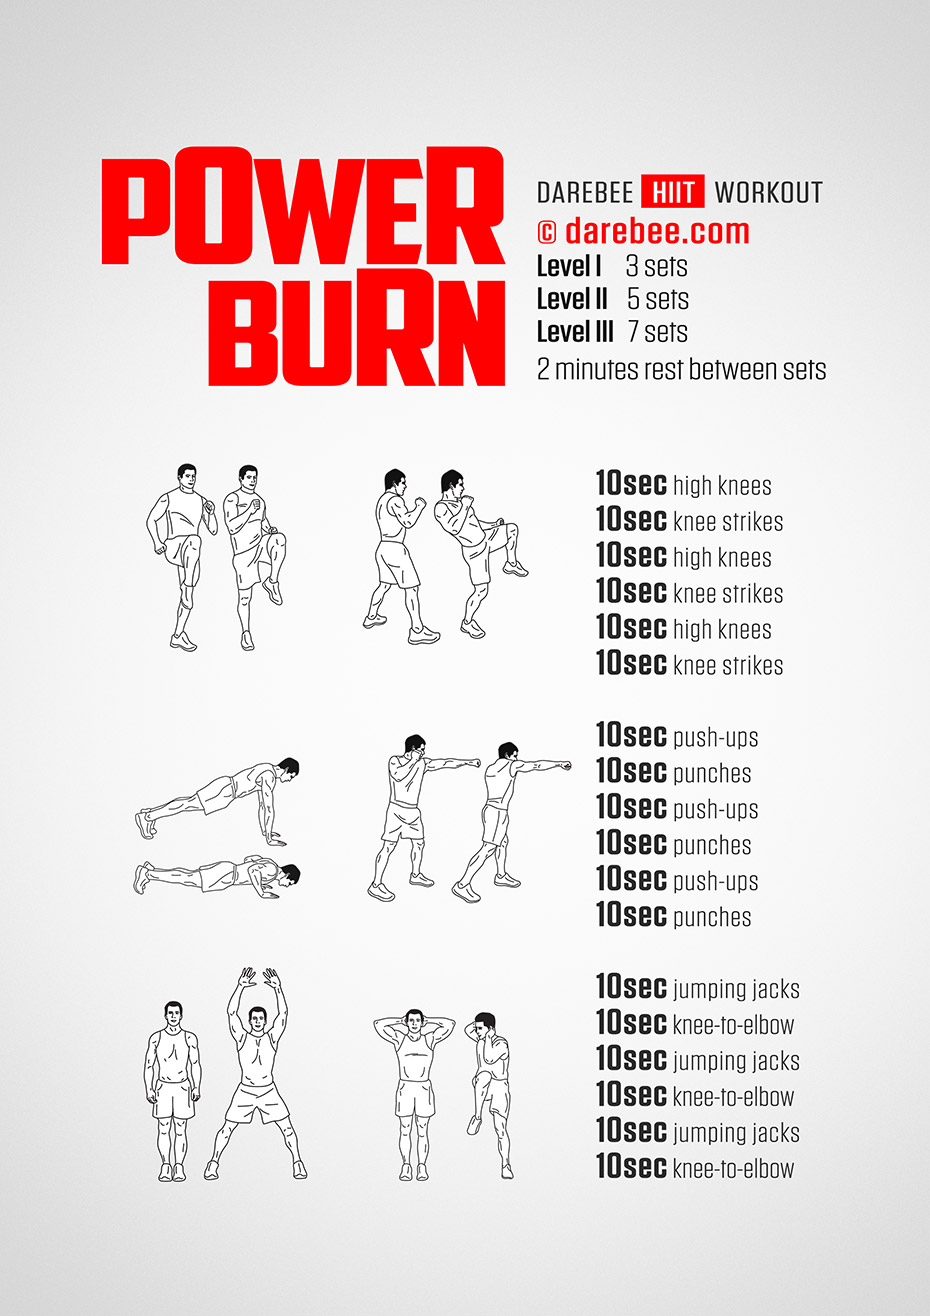 POWER
BURN
DAREBEE HIIT WORKOUT
© darebee.com
Level I 3 sets
Level II 5 sets
Level III 7 sets
2 minutes rest between sets
10sec high knees
10sec knee strikes
10sec high knees
10sec knee strikes
10sec high knees
10sec knee strikes
10sec push-ups
10sec punches
10sec push-ups
10sec punches
10sec push-ups
10sec punches
10sec jumping jacks
10sec knee-to-elbow
10sec jumping jacks
10sec knee-to-elbow
10sec jumping jacks
10sec knee-to-elbow